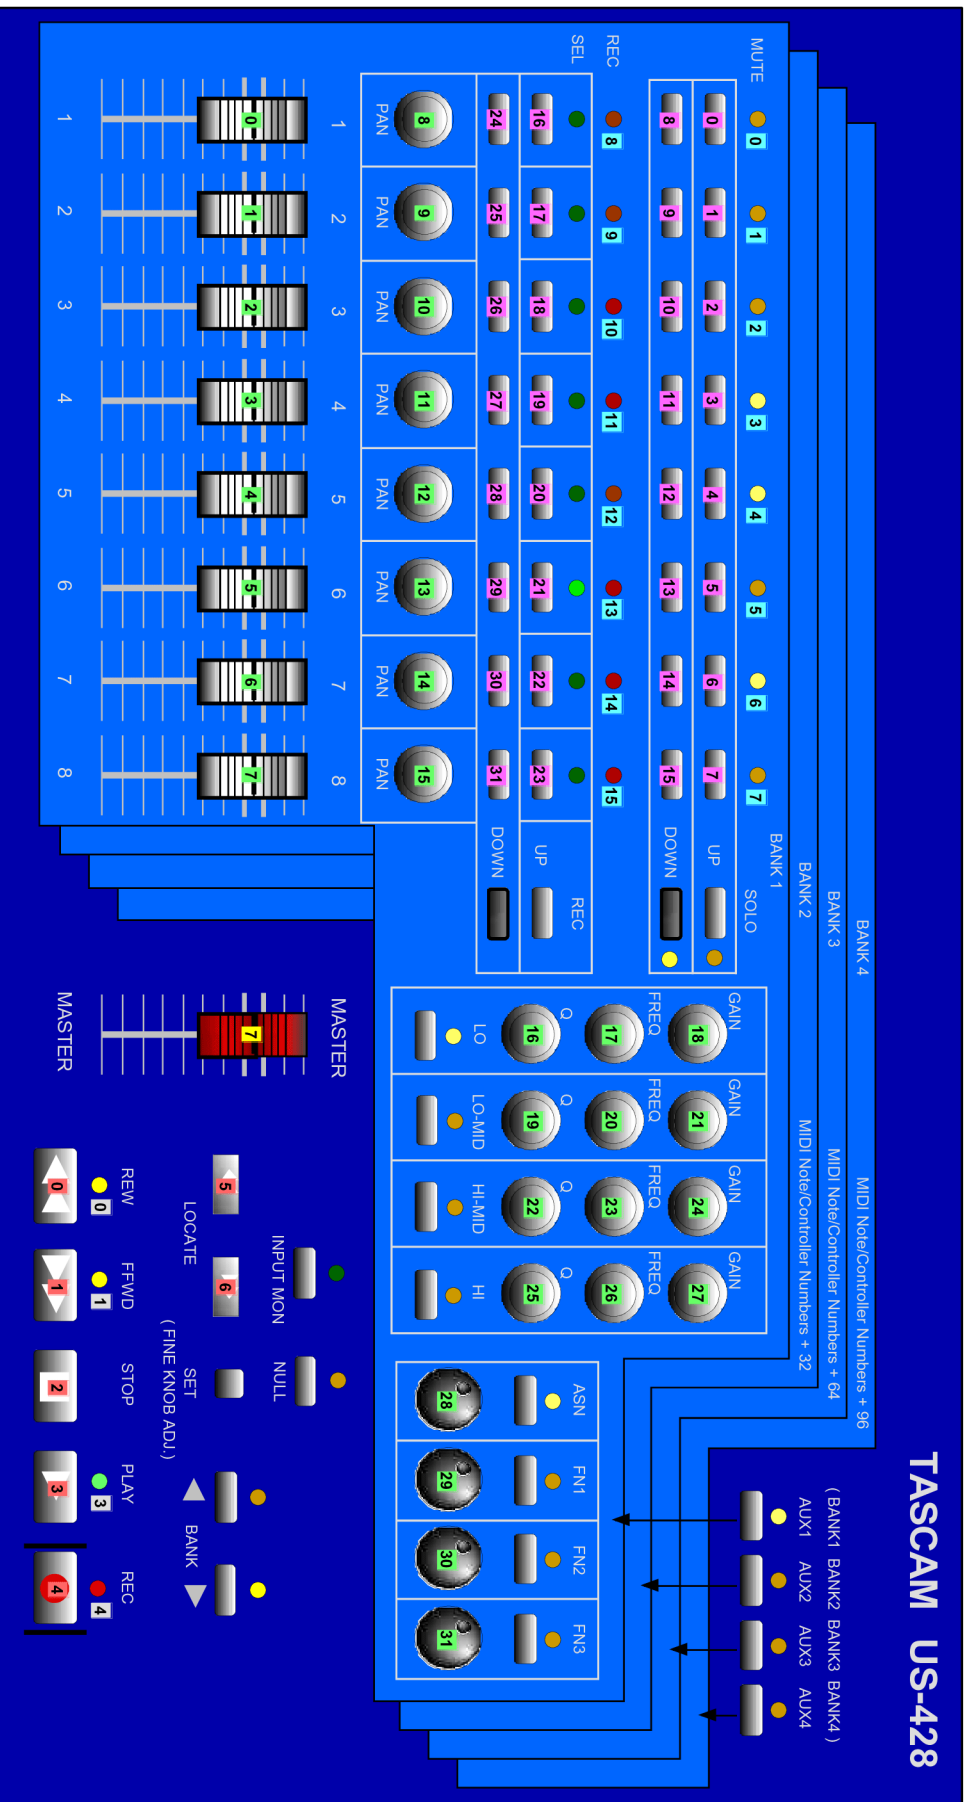 TASCAM US-428
( BANK1 BANK2 BANK3 BANK4 )
AUX1 AUX2 AUX3 AUX4
BANK 4 MIDI Note/Controller Numbers + 96
BANK 3 MIDI Note/Controller Numbers + 64
BANK 2 MIDI Note/Controller Numbers + 32
BANK 1
MUTE SOLO
0 1 2 3 4 5 6 7
0 1 2 3 4 5 6 7 UP
8 9 10 11 12 13 14 15 DOWN
REC
8 9 10 11 12 13 14 15
SEL REC
16 17 18 19 20 21 22 23 UP
24 25 26 27 28 29 30 31 DOWN
8 9 10 11 12 13 14 15
PAN PAN PAN PAN PAN PAN PAN PAN
1 2 3 4 5 6 7 8 MASTER
0 1 2 3 4 5 6 7 7
1 2 3 4 5 6 7 8 MASTER
GAIN GAIN GAIN GAIN
18 21 24 27
FREQ FREQ FREQ FREQ
17 20 23 26
Q Q Q Q
16 19 22 25
LO LO-MID HI-MID HI
ASN FN1 FN2 FN3
28 29 30 31
INPUT MON NULL
5 6
LOCATE SET BANK
( FINE KNOB ADJ.)
REW FFWD STOP PLAY REC
0 1 3 4
0 1 2 3 4